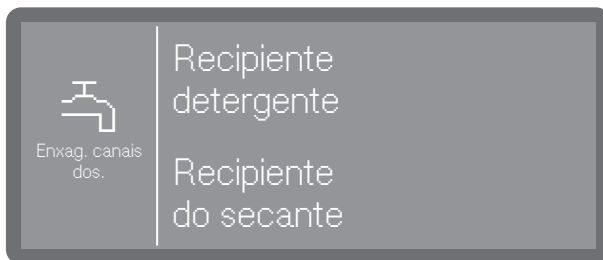 Enxag. canais
dos.
Recipiente
detergente
Recipiente
do secante